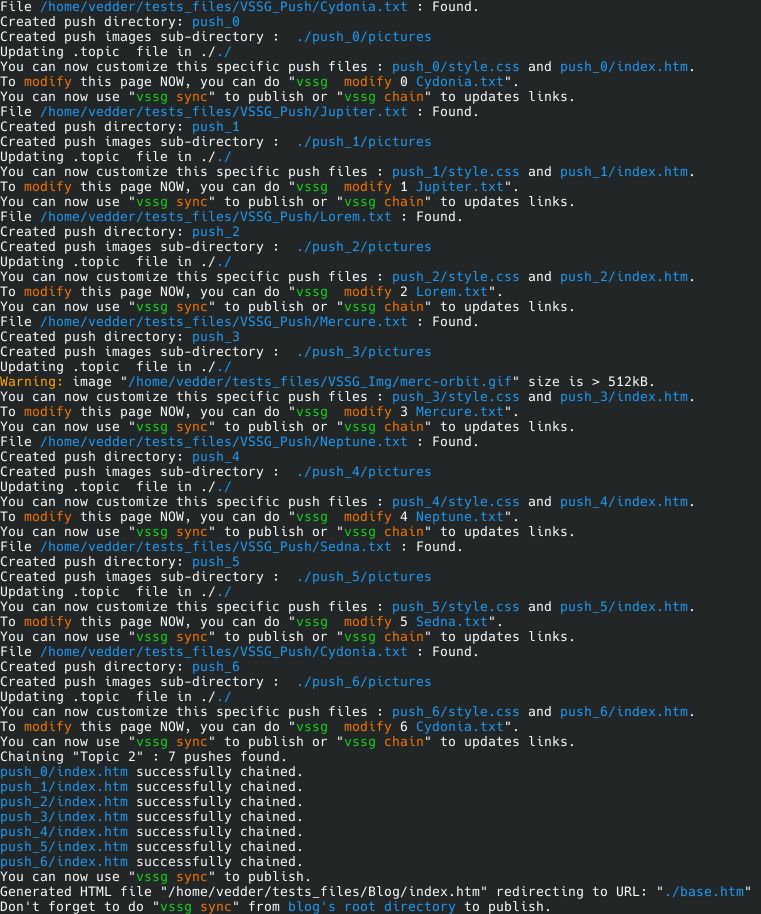 File /home/vedder/tests_files/VSSG_Push/Cydonia.txt : Found.
Created push directory: push_0
Created push images sub-directory :  ./push_0/pictures
Updating .topic  file in ././
You can now customize this specific push files : push_0/style.css and push_0/index.htm.
To modify this page NOW, you can do "vssg  modify 0 Cydonia.txt".
You can now use "vssg sync" to publish or "vssg chain" to updates links.
File /home/vedder/tests_files/VSSG_Push/Jupiter.txt : Found.
Created push directory: push_1
Created push images sub-directory :  ./push_1/pictures
Updating .topic  file in ././
You can now customize this specific push files : push_1/style.css and push_1/index.htm.
To modify this page NOW, you can do "vssg  modify 1 Jupiter.txt".
You can now use "vssg sync" to publish or "vssg chain" to updates links.
File /home/vedder/tests_files/VSSG_Push/Lorem.txt : Found.
Created push directory: push_2
Created push images sub-directory :  ./push_2/pictures
Updating .topic  file in ././
You can now customize this specific push files : push_2/style.css and push_2/index.htm.
To modify this page NOW, you can do "vssg  modify 2 Lorem.txt".
You can now use "vssg sync" to publish or "vssg chain" to updates links.
File /home/vedder/tests_files/VSSG_Push/Mercure.txt : Found.
Created push directory: push_3
Created push images sub-directory :  ./push_3/pictures
Updating .topic  file in ././
Warning: image "/home/vedder/tests_files/VSSG_Img/merc-orbit.gif" size is > 512kB.
You can now customize this specific push files : push_3/style.css and push_3/index.htm.
To modify this page NOW, you can do "vssg  modify 3 Mercure.txt".
You can now use "vssg sync" to publish or "vssg chain" to updates links.
File /home/vedder/tests_files/VSSG_Push/Neptune.txt : Found.
Created push directory: push_4
Created push images sub-directory :  ./push_4/pictures
Updating .topic  file in ././
You can now customize this specific push files : push_4/style.css and push_4/index.htm.
To modify this page NOW, you can do "vssg  modify 4 Neptune.txt".
You can now use "vssg sync" to publish or "vssg chain" to updates links.
File /home/vedder/tests_files/VSSG_Push/Sedna.txt : Found.
Created push directory: push_5
Created push images sub-directory :  ./push_5/pictures
Updating .topic  file in ././
You can now customize this specific push files : push_5/style.css and push_5/index.htm.
To modify this page NOW, you can do "vssg  modify 5 Sedna.txt".
You can now use "vssg sync" to publish or "vssg chain" to updates links.
File /home/vedder/tests_files/VSSG_Push/Cydonia.txt : Found.
Created push directory: push_6
Created push images sub-directory :  ./push_6/pictures
Updating .topic  file in ././
You can now customize this specific push files : push_6/style.css and push_6/index.htm.
To modify this page NOW, you can do "vssg  modify 6 Cydonia.txt".
You can now use "vssg sync" to publish or "vssg chain" to updates links.
Chaining "Topic 2" : 7 pushes found.
push_0/index.htm successfully chained.
push_1/index.htm successfully chained.
push_2/index.htm successfully chained.
push_3/index.htm successfully chained.
push_4/index.htm successfully chained.
push_5/index.htm successfully chained.
push_6/index.htm successfully chained.
You can now use "vssg sync" to publish.
Generated HTML file "/home/vedder/tests_files/Blog/index.htm" redirecting to URL: "./base.htm"
Don't forget to do "vssg sync" from blog's root directory to publish.